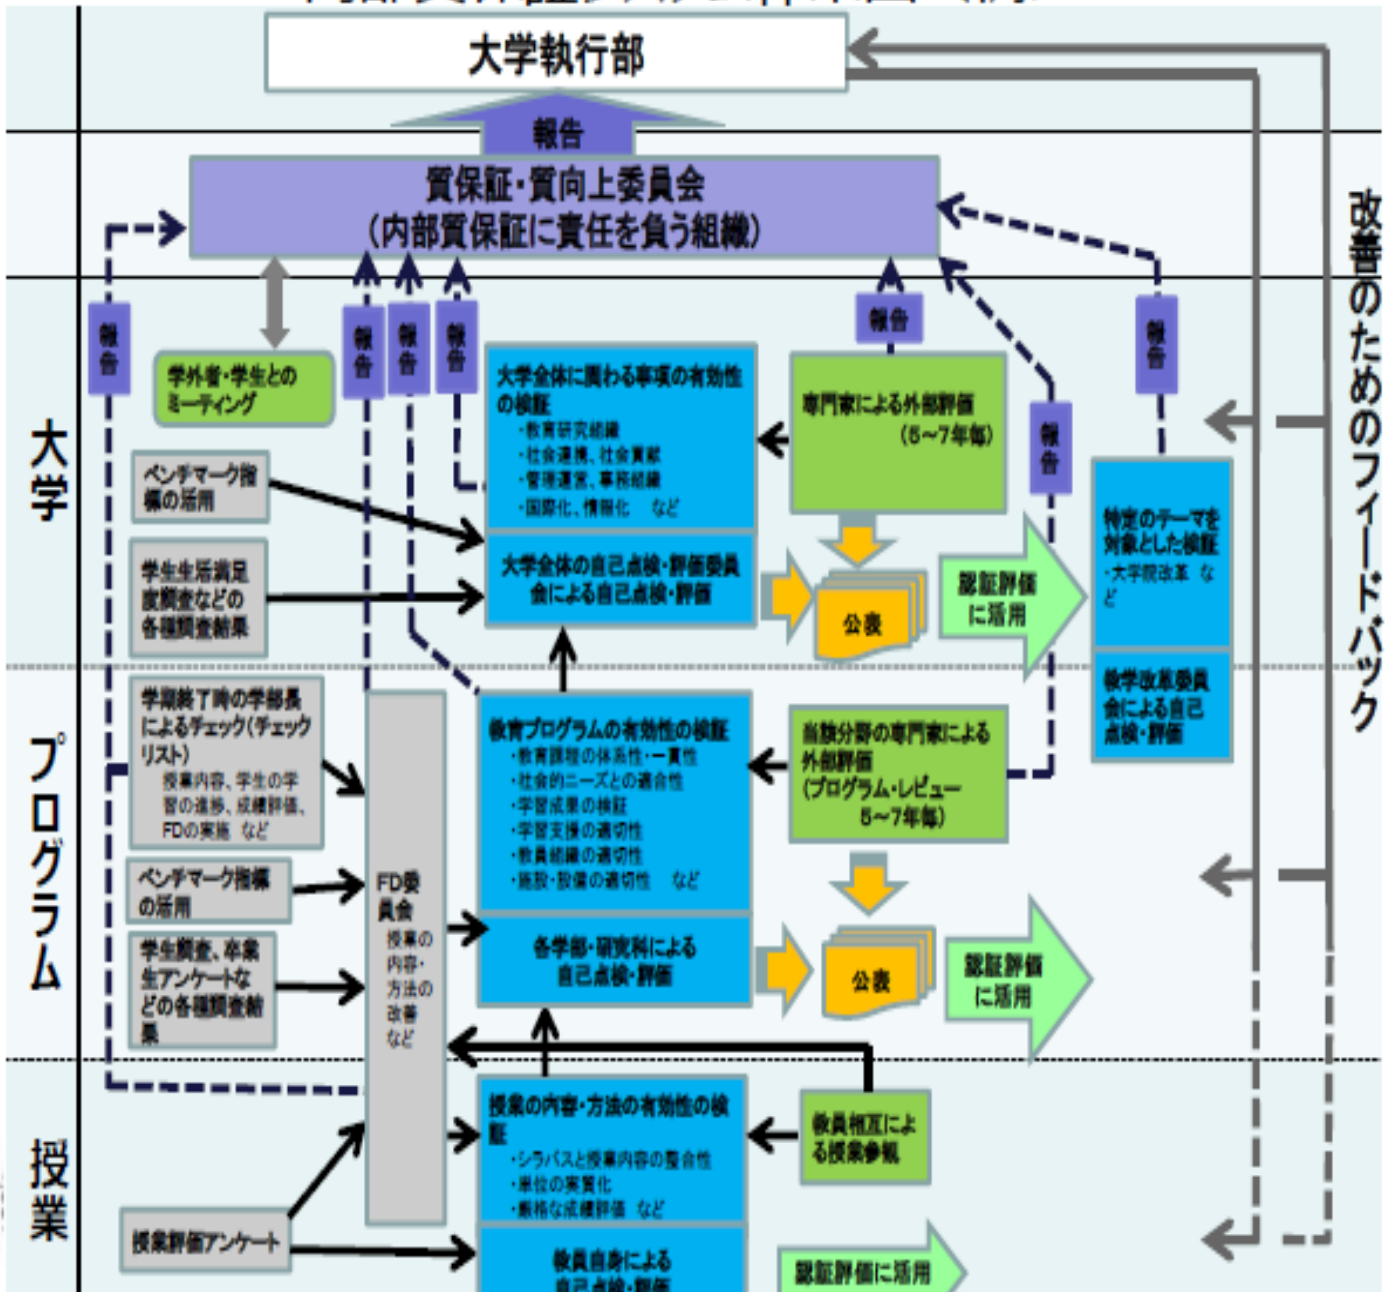 大学執行部
報告
質保証・質向上委員会
(内部質保証に責任を負う組織)
改善のためのフィードバック
報告
報告
報告
報告
報告
報告
報告
大学
学外者・学生との
ミーティング
ベンチマーク指
標の活用
学生生活満足
度調査などの
各種調査結果
大学全体に関わる事項の有効性
の検証
・教育研究組織
・社会連携、社会貢献
・管理運営、事務組織
・国際化、情報化 など
大学全体の自己点検・評価委員
会による自己点検・評価
専門家による外部評価
(5~7年毎)
公表
認証評価
に活用
特定のテーマを
対象とした検証
・大学院改革 な
ど
教学改革委員
会による自己
点検・評価
プログラム
学期終了時の学部長
によるチェック(チェック
リスト)
授業内容、学生の学
習の進捗、成績評価、
FDの実施 など
ベンチマーク指標
の活用
学生調査、卒業
生アンケートな
どの各種調査結
果
FD委
員会
授業の
内容・
方法の
改善
など
教育プログラムの有効性の検証
・教育課程の体系性・一貫性
・社会的ニーズとの適合性
・学習成果の検証
・学習支援の適切性
・教員組織の適切性
・施設・設備の適切性 など
各学部・研究科による
自己点検・評価
当該分野の専門家による
外部評価
(プログラム・レビュー
5~7年毎)
公表
認証評価
に活用
授業
授業評価アンケート
授業の内容・方法の有効性の検
証
・シラバスと授業内容の整合性
・単位の実質化
・厳格な成績評価 など
教員自身による
自己点検・評価
教員相互によ
る授業参観
認証評価に活用